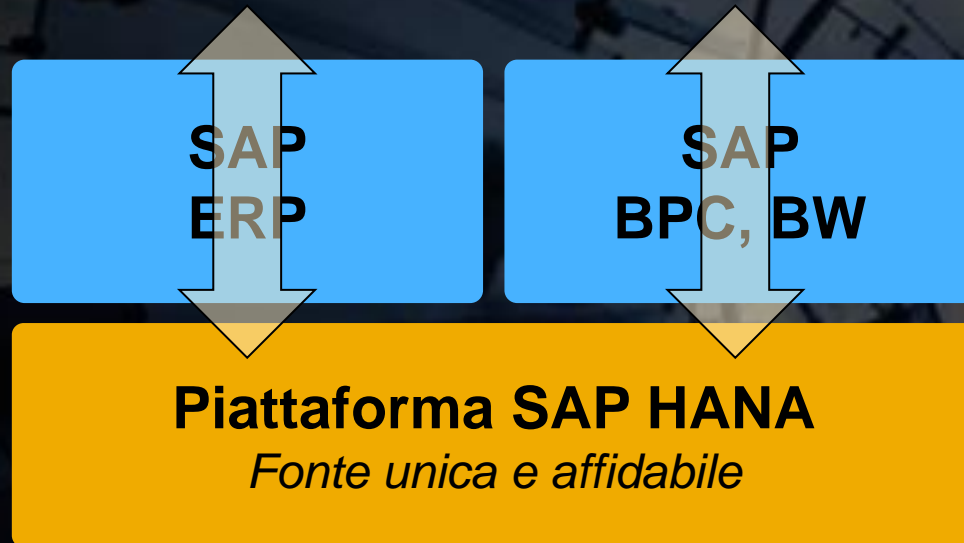 SAP
ERP
SAP
BPC, BW
Piattaforma SAP HANA
Fonte unica e affidabile